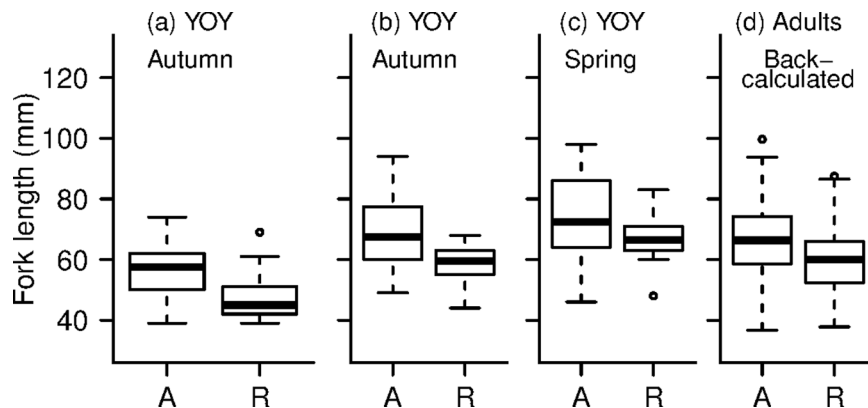 (a) YOY
Autumn
(b) YOY
Autumn
(c) YOY
Spring
(d) Adults
Back−
calculated
Fork length (mm)
120
100
80
60
40
A R
A R
A R
A R